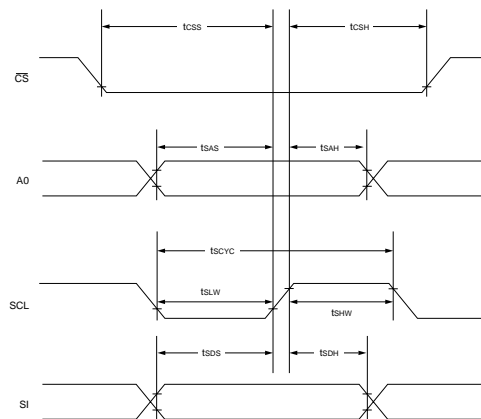 tCSS tCSH
CS
tSAS tSAH
A0
tSCYC
tSLW
SCL
tSHW
tSDS tSDH
SI